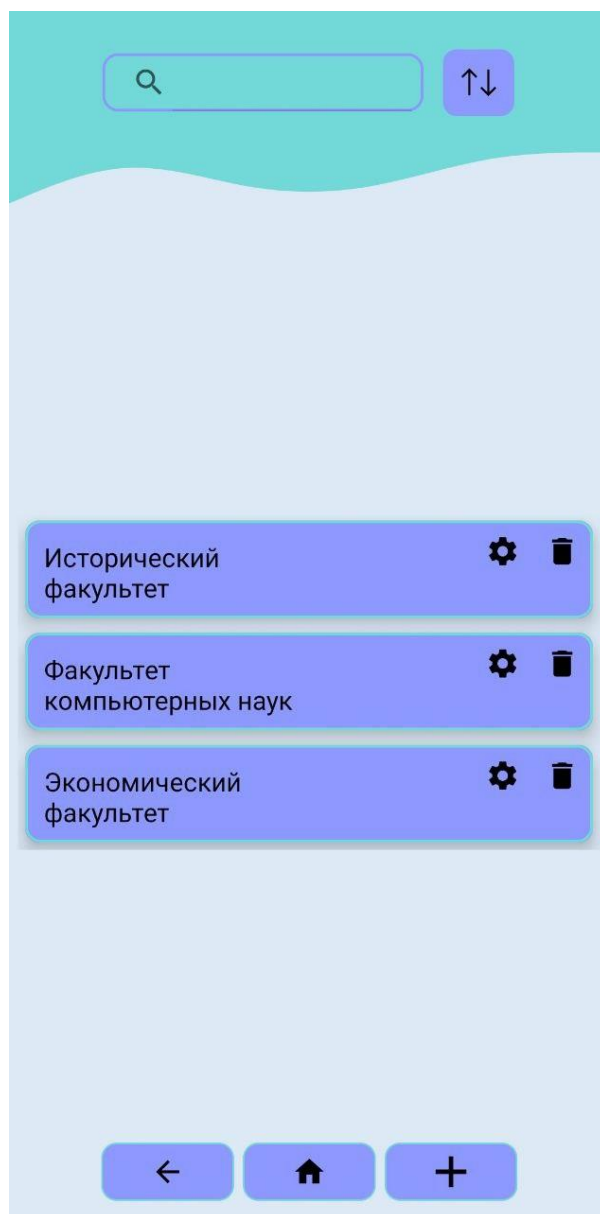 Исторический
факультет
Факультет
компьютерных наук
Экономический
факультет